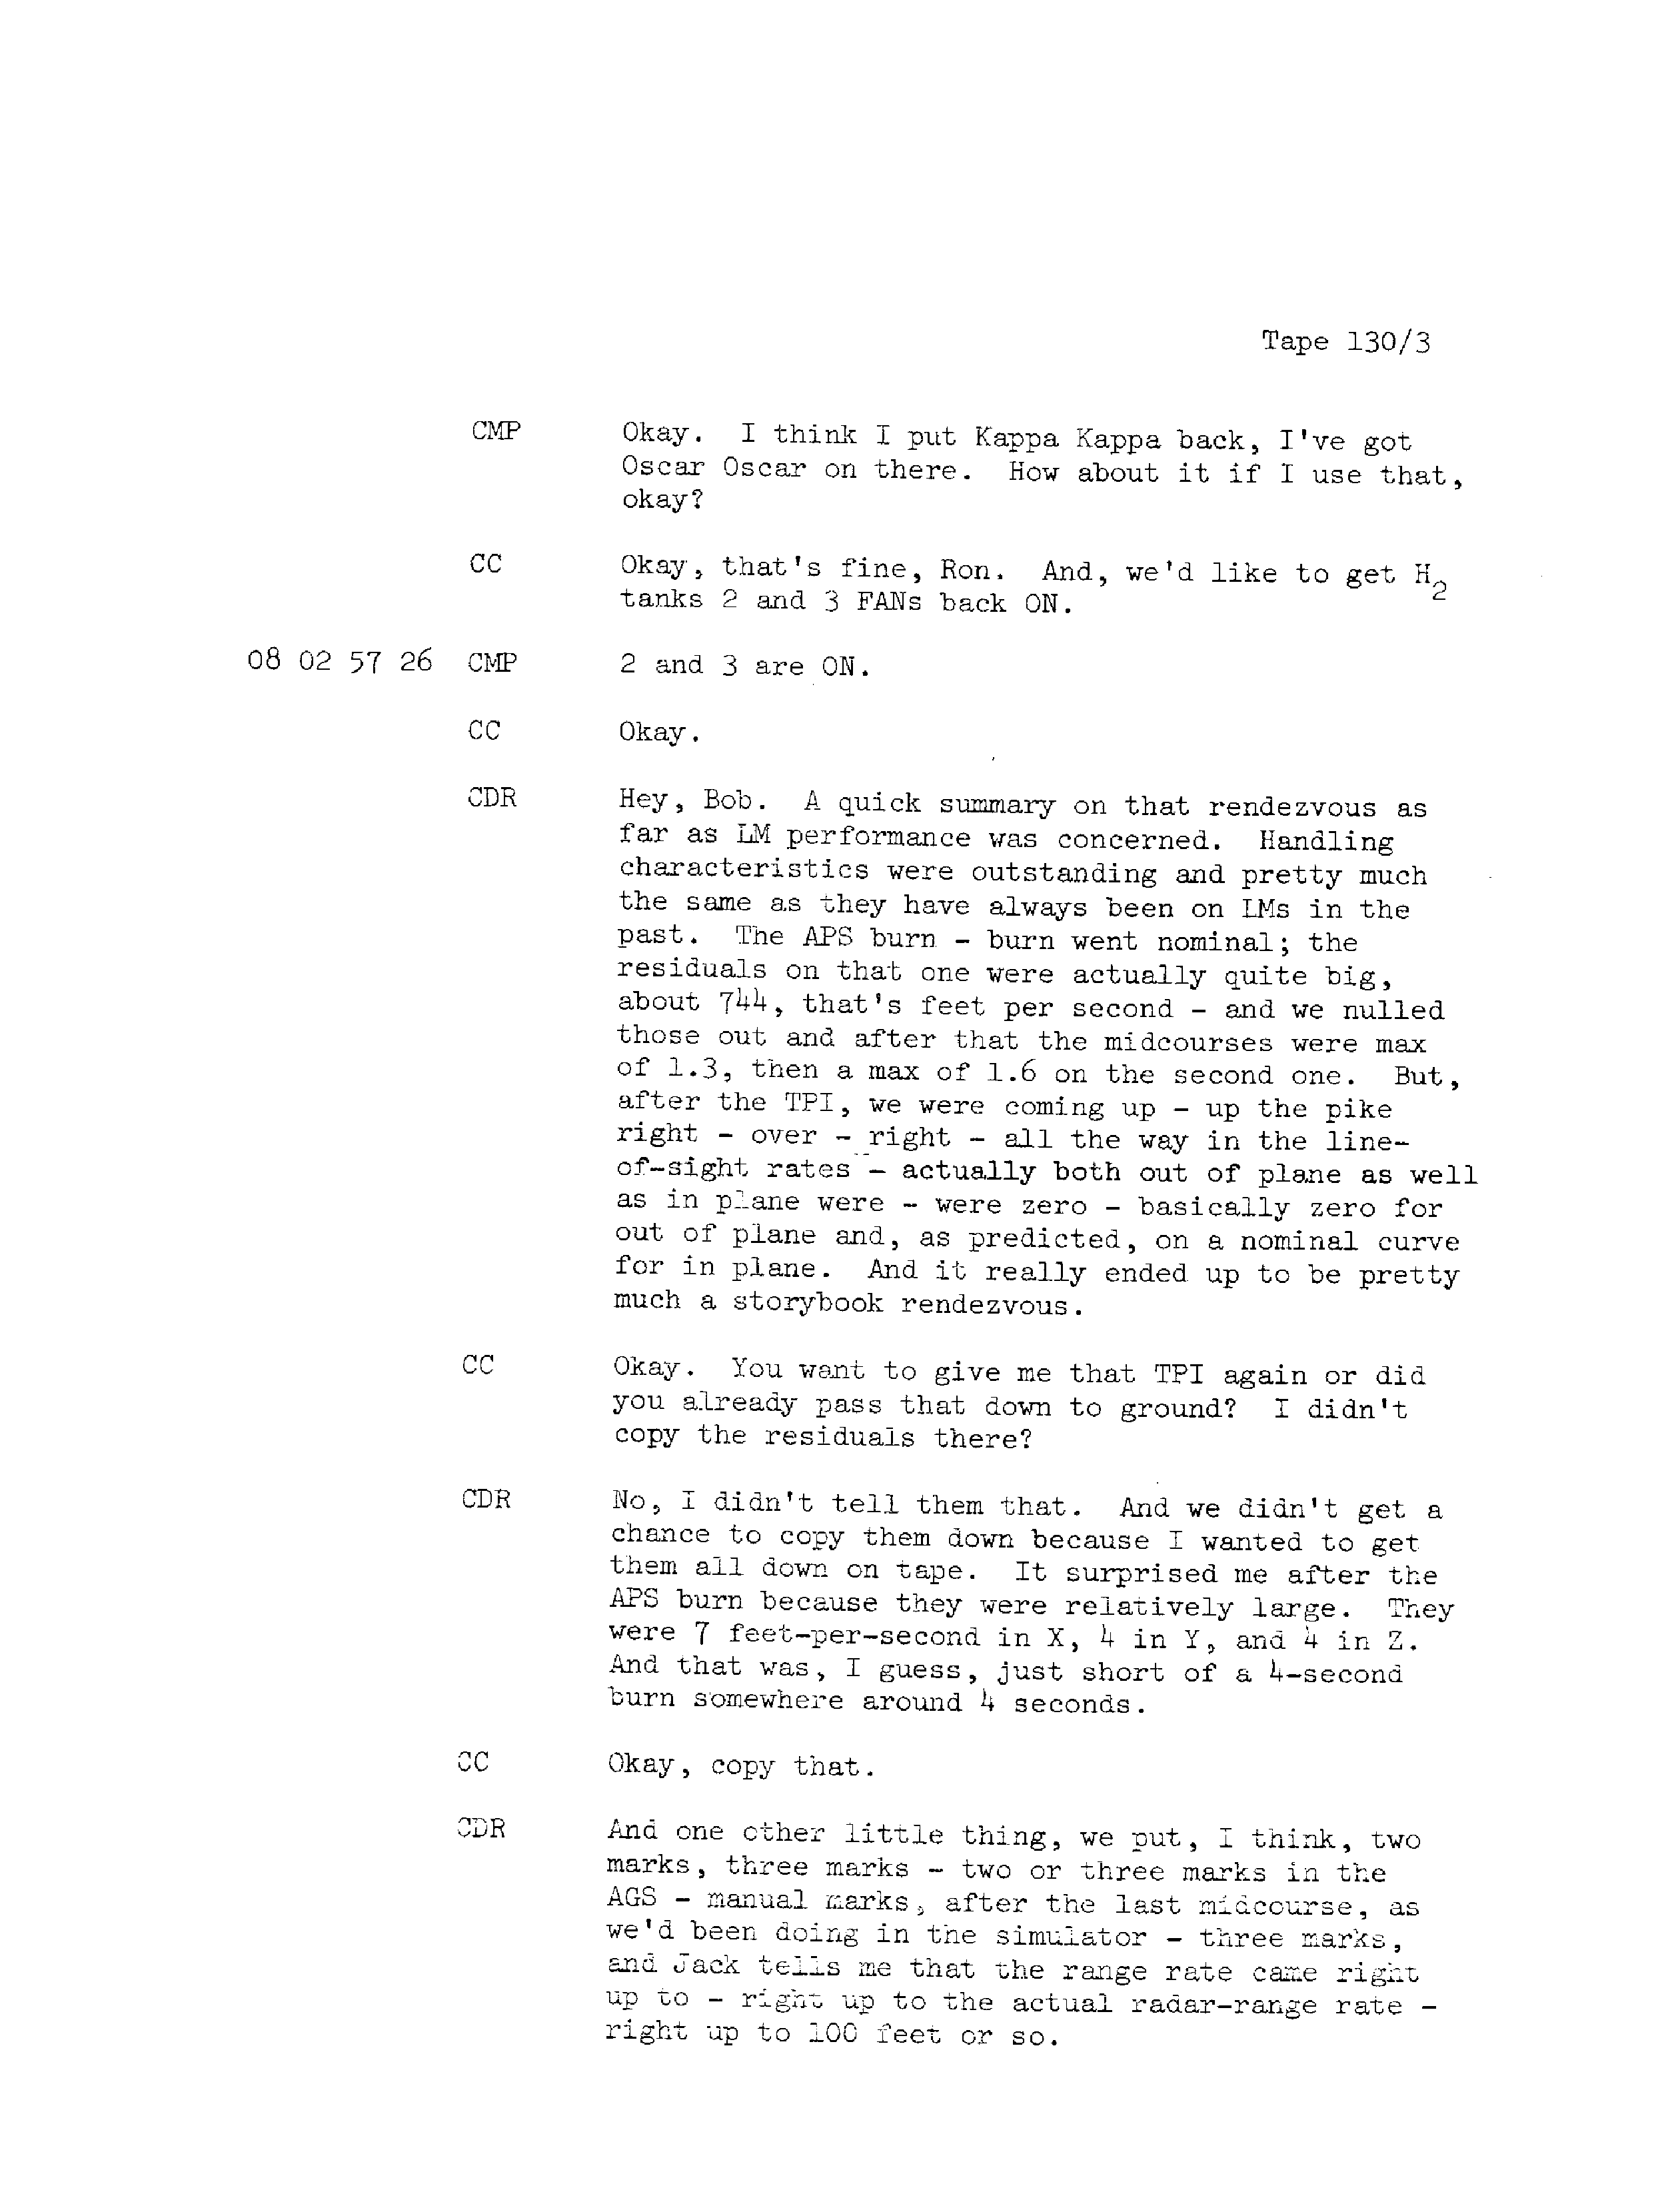 Tape 130/3
CMP Okay. I think I put Kappa Kappa back, I've got
Oscar Oscar on there. How about it if I use that,
okay?
CC Okay, that's fine, Ron. And, we'd like to get H2
tanks 2 and 3 FANs back ON.
08 02 57 26 CMP 2 and 3 are ON.
CC Okay.
CDR Hey, Bob. A quick summary on that rendezvous as
far as LM performance was concerned. Handling
characteristics were outstanding and pretty much
the same as they have always been on LMs in the
past. The APS burn - burn went nominal; the
residuals on that one were actually quite big,
about 744, that's feet per second - and we nulled
those out and after that the midcourses were max
of 1.3, then a max of 1.6 on the second one. But,
after the TPI, we were coming up - up the pike
right - over - right - all the way in the line-
of-sight rates - actually both out of plane as well
as in plane were - were zero - basically zero for
out of plane and, as predicted, on a nominal curve
for in plane. And it really ended up to be pretty
much a storybook rendezvous.
CC Okay. You want to give me that TPI again or did
you already pass that down to ground? I didn't
copy the residuals there?
CDR No, I didn't tell them that. And we didn't get a
chance to copy them down because I wanted to get
them all down on tape. It surprised me after the
APS burn because they were relatively large. They
were 7 feet-per-second in X, 4 in Y, and 4 in Z.
And that was, I guess, just short of a 4-second
burn somewhere around 4 seconds.
CC Okay, copy that.
CDR And one other little thing, we put, I think, two
marks, three marks - two or three marks in the
AGS - manual marks, after the last midcourse, as
we'd been doing in the simulator - three marks,
and Jack tells me that the range rate came right
up to - right up to the actual radar-range rate -
right up to 100 feet or so.